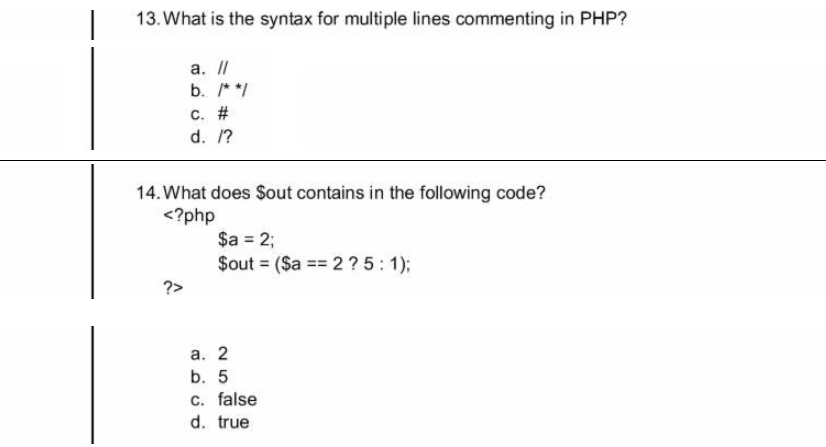 13. What is the syntax for multiple lines commenting in PHP?
a. //
b. /* */
c. #
d. /?
14. What does $out contains in the following code?
<?php
$a = 2;
$out = ($a == 2 ? 5 : 1);
?>
a. 2
b. 5
c. false
d. true